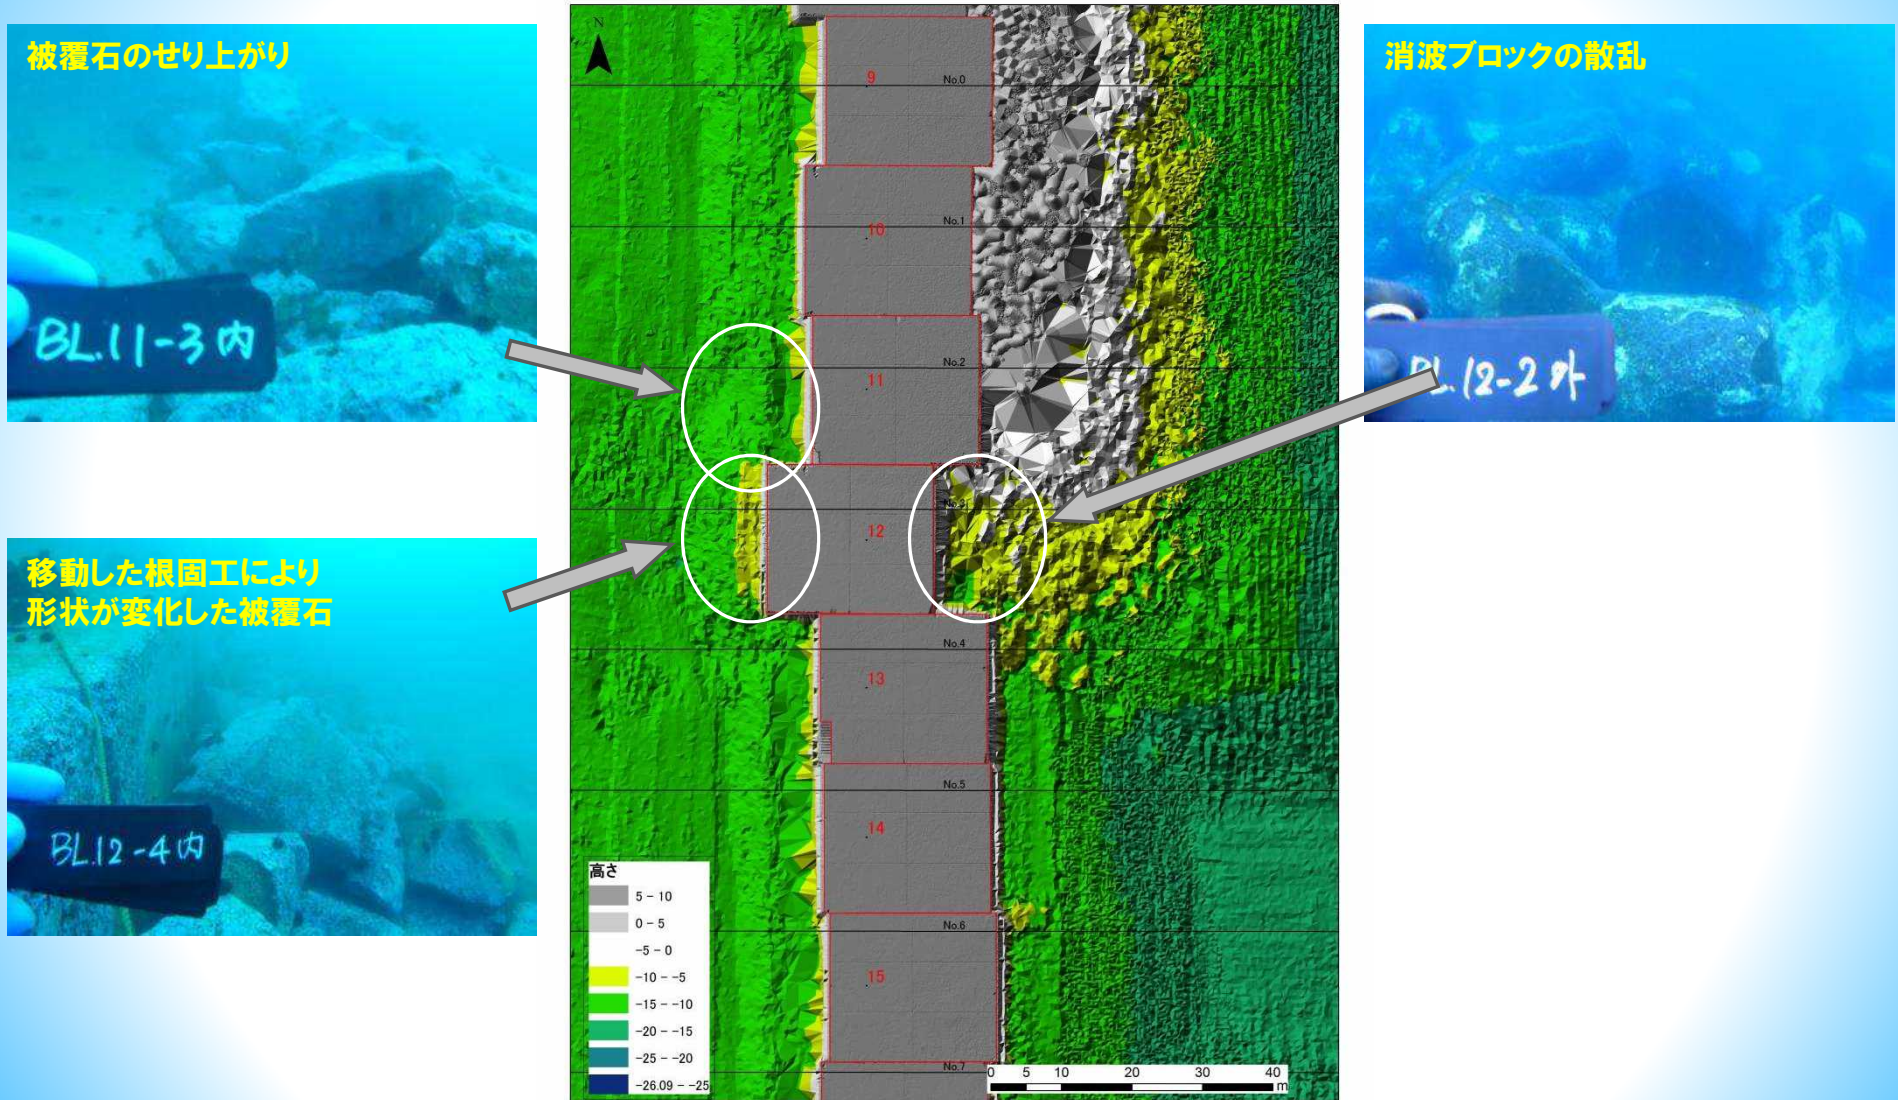 被覆石のせり上がり
BL.11-3内
移動した根固工により
形状が変化した被覆石
BL.12-4内
N
9
No.0
10
No.1
11
No.2
12
No.3
13
No.4
14
No.5
15
No.6
No.7
高さ
5 - 10
0 - 5
-5 - 0
-10 - -5
-15 - -10
-20 - -15
-25 - -20
-26.09 - -25
0 5 10 20 30 40
m
消波ブロックの散乱
BL.12-2外